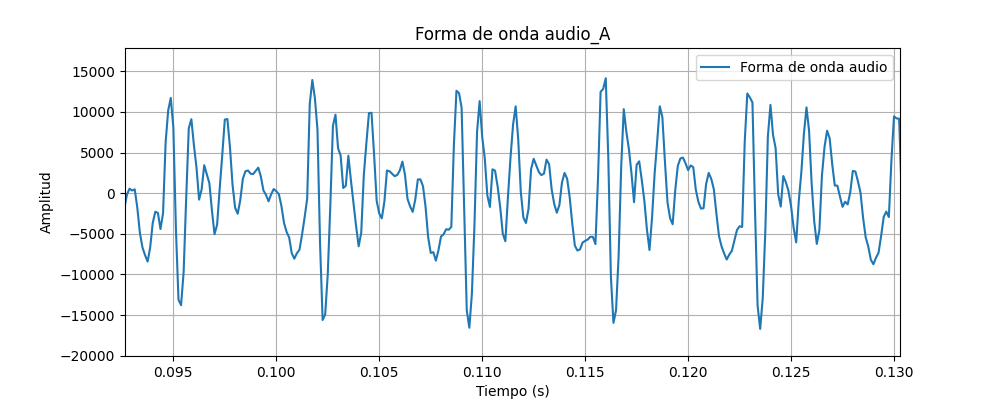 Forma de onda audio_A
Forma de onda audio
15000
10000
5000
0
−5000
−10000
−15000
−20000
Amplitud
0.095 0.100 0.105 0.110 0.115 0.120 0.125 0.130
Tiempo (s)